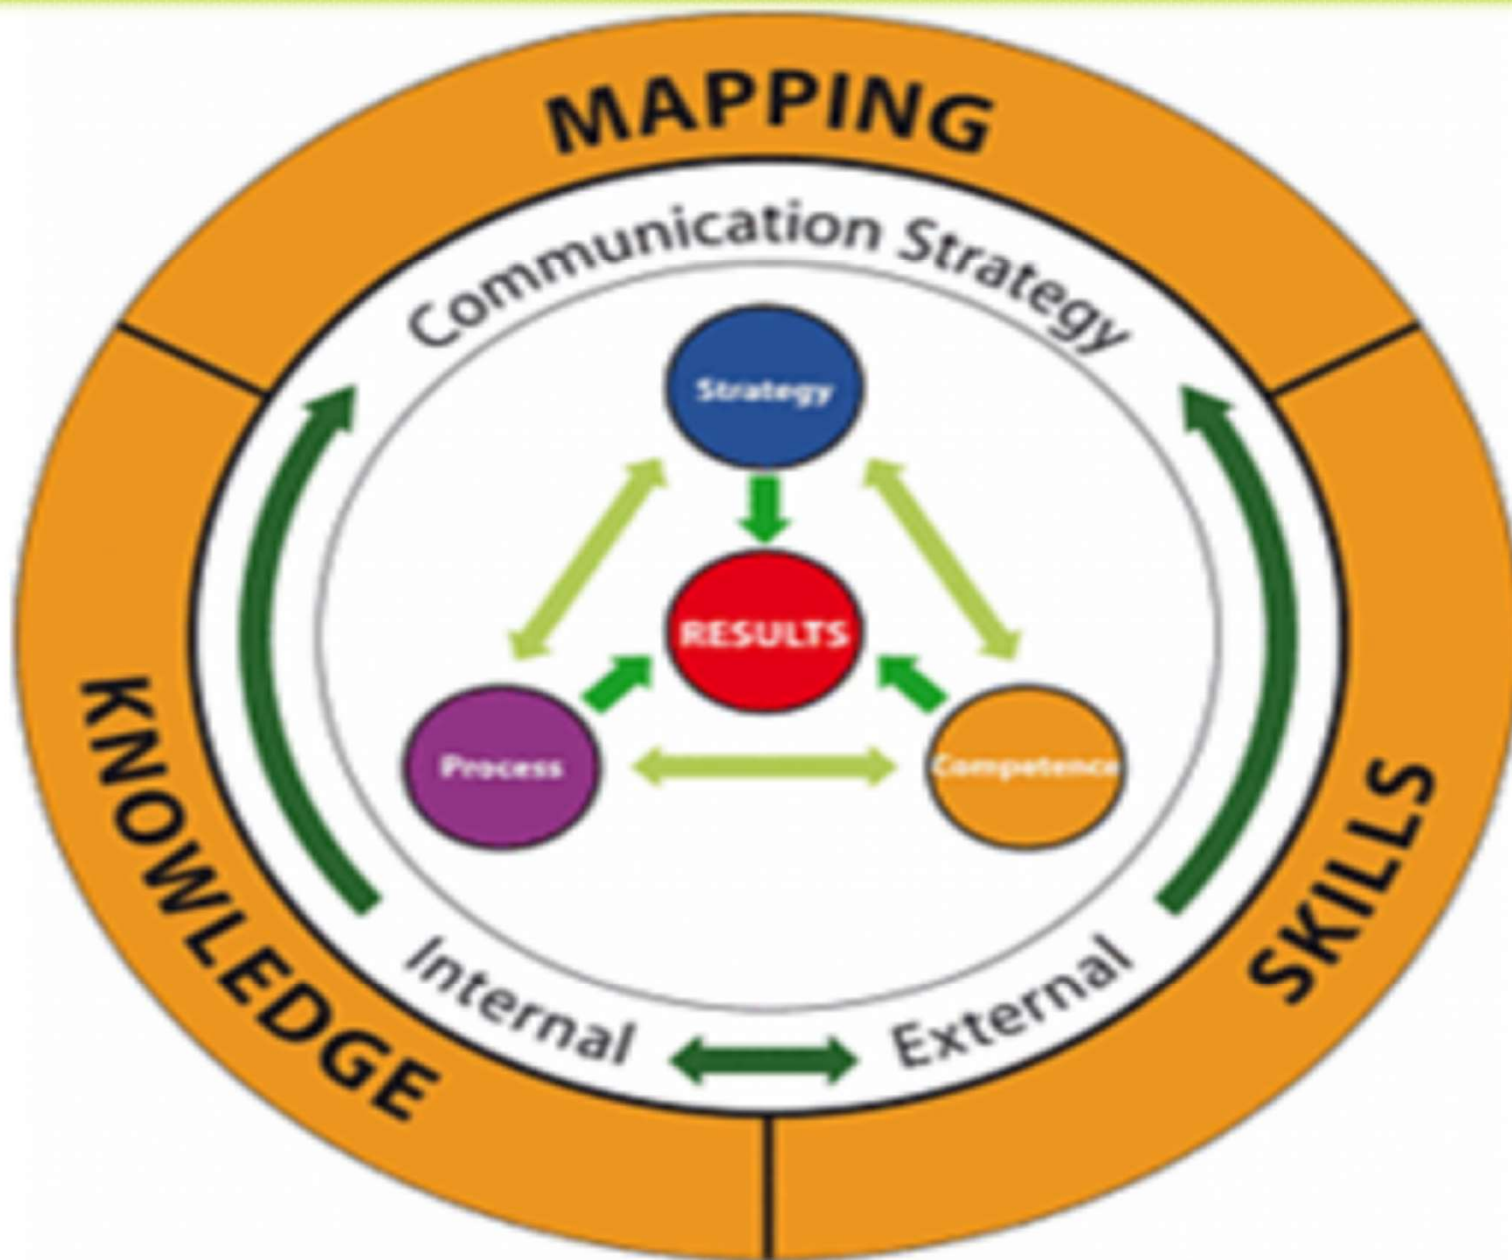 MAPPING
Communication Strategy
Strategy
RESULTS
Process
Competence
KNOWLEDGE
SKILLS
Internal
External